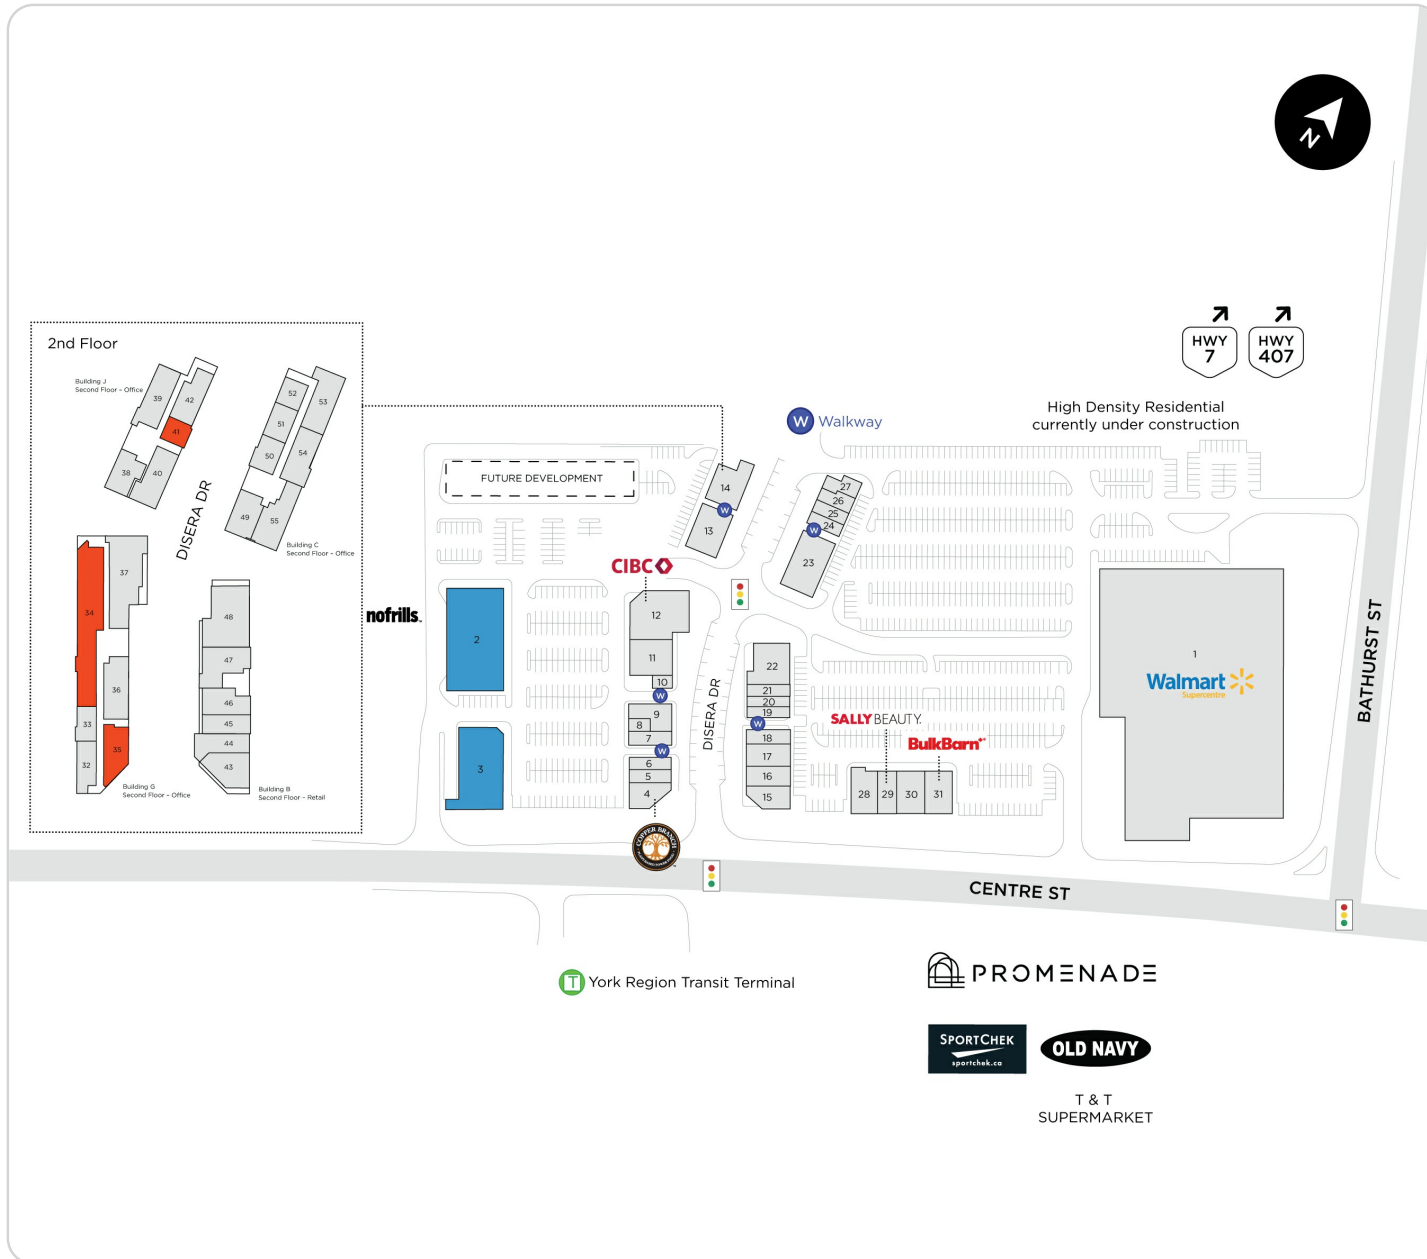 N
HWY
7
HWY
407
High Density Residential
currently under construction
W Walkway
2nd Floor
Building J
Second Floor - Office
39
42
41
38
40
52
53
51
50
54
49
55
Building C
Second Floor - Office
DISERA DR
37
34
36
33
35
32
Building G
Second Floor - Office
48
47
46
45
44
43
Building B
Second Floor - Retail
FUTURE DEVELOPMENT
14
W
13
27
26
25
24
W
23
CIBC
nofrills.
2
3
12
11
10
W
9
8
7
W
6
5
4
COPPER BRANCH
DISERA DR
22
21
20
19
W
18
17
16
15
SALLY BEAUTY.
BulkBarn
28
29
30
31
1
Walmart
Supercentre
BATHURST ST
CENTRE ST
T York Region Transit Terminal
PROMENADE
SPORTCHEK
sportchek.ca
OLD NAVY
T & T
SUPERMARKET